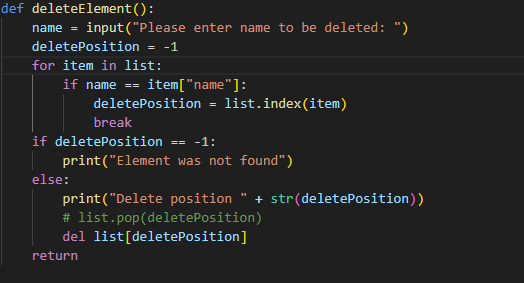 def deleteElement():
    name = input("Please enter name to be deleted: ")
    deletePosition = -1
    for item in list:
        if name == item["name"]:
            deletePosition = list.index(item)
            break
    if deletePosition == -1:
        print("Element was not found")
    else:
        print("Delete position " + str(deletePosition))
        # list.pop(deletePosition)
        del list[deletePosition]
    return